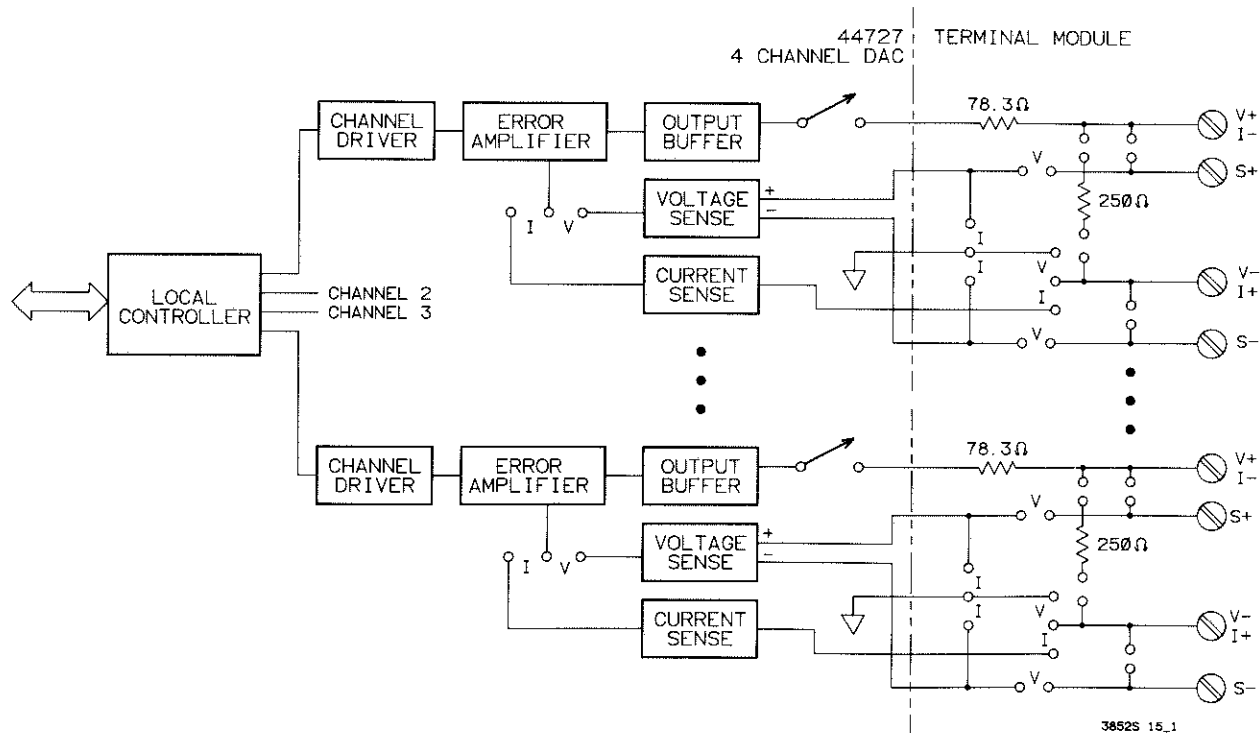 44727
4 CHANNEL DAC
TERMINAL MODULE
CHANNEL
DRIVER
ERROR
AMPLIFIER
OUTPUT
BUFFER
78.3Ω
V+
I-
S+
V
I
V
VOLTAGE
SENSE
+
-
250Ω
I
I
V
I
V-
I+
CURRENT
SENSE
V
S-
LOCAL
CONTROLLER
CHANNEL 2
CHANNEL 3
CHANNEL
DRIVER
ERROR
AMPLIFIER
OUTPUT
BUFFER
78.3Ω
V+
I-
S+
V
I
V
VOLTAGE
SENSE
+
-
250Ω
I
I
V
I
V-
I+
CURRENT
SENSE
V
S-
3852S 15_1